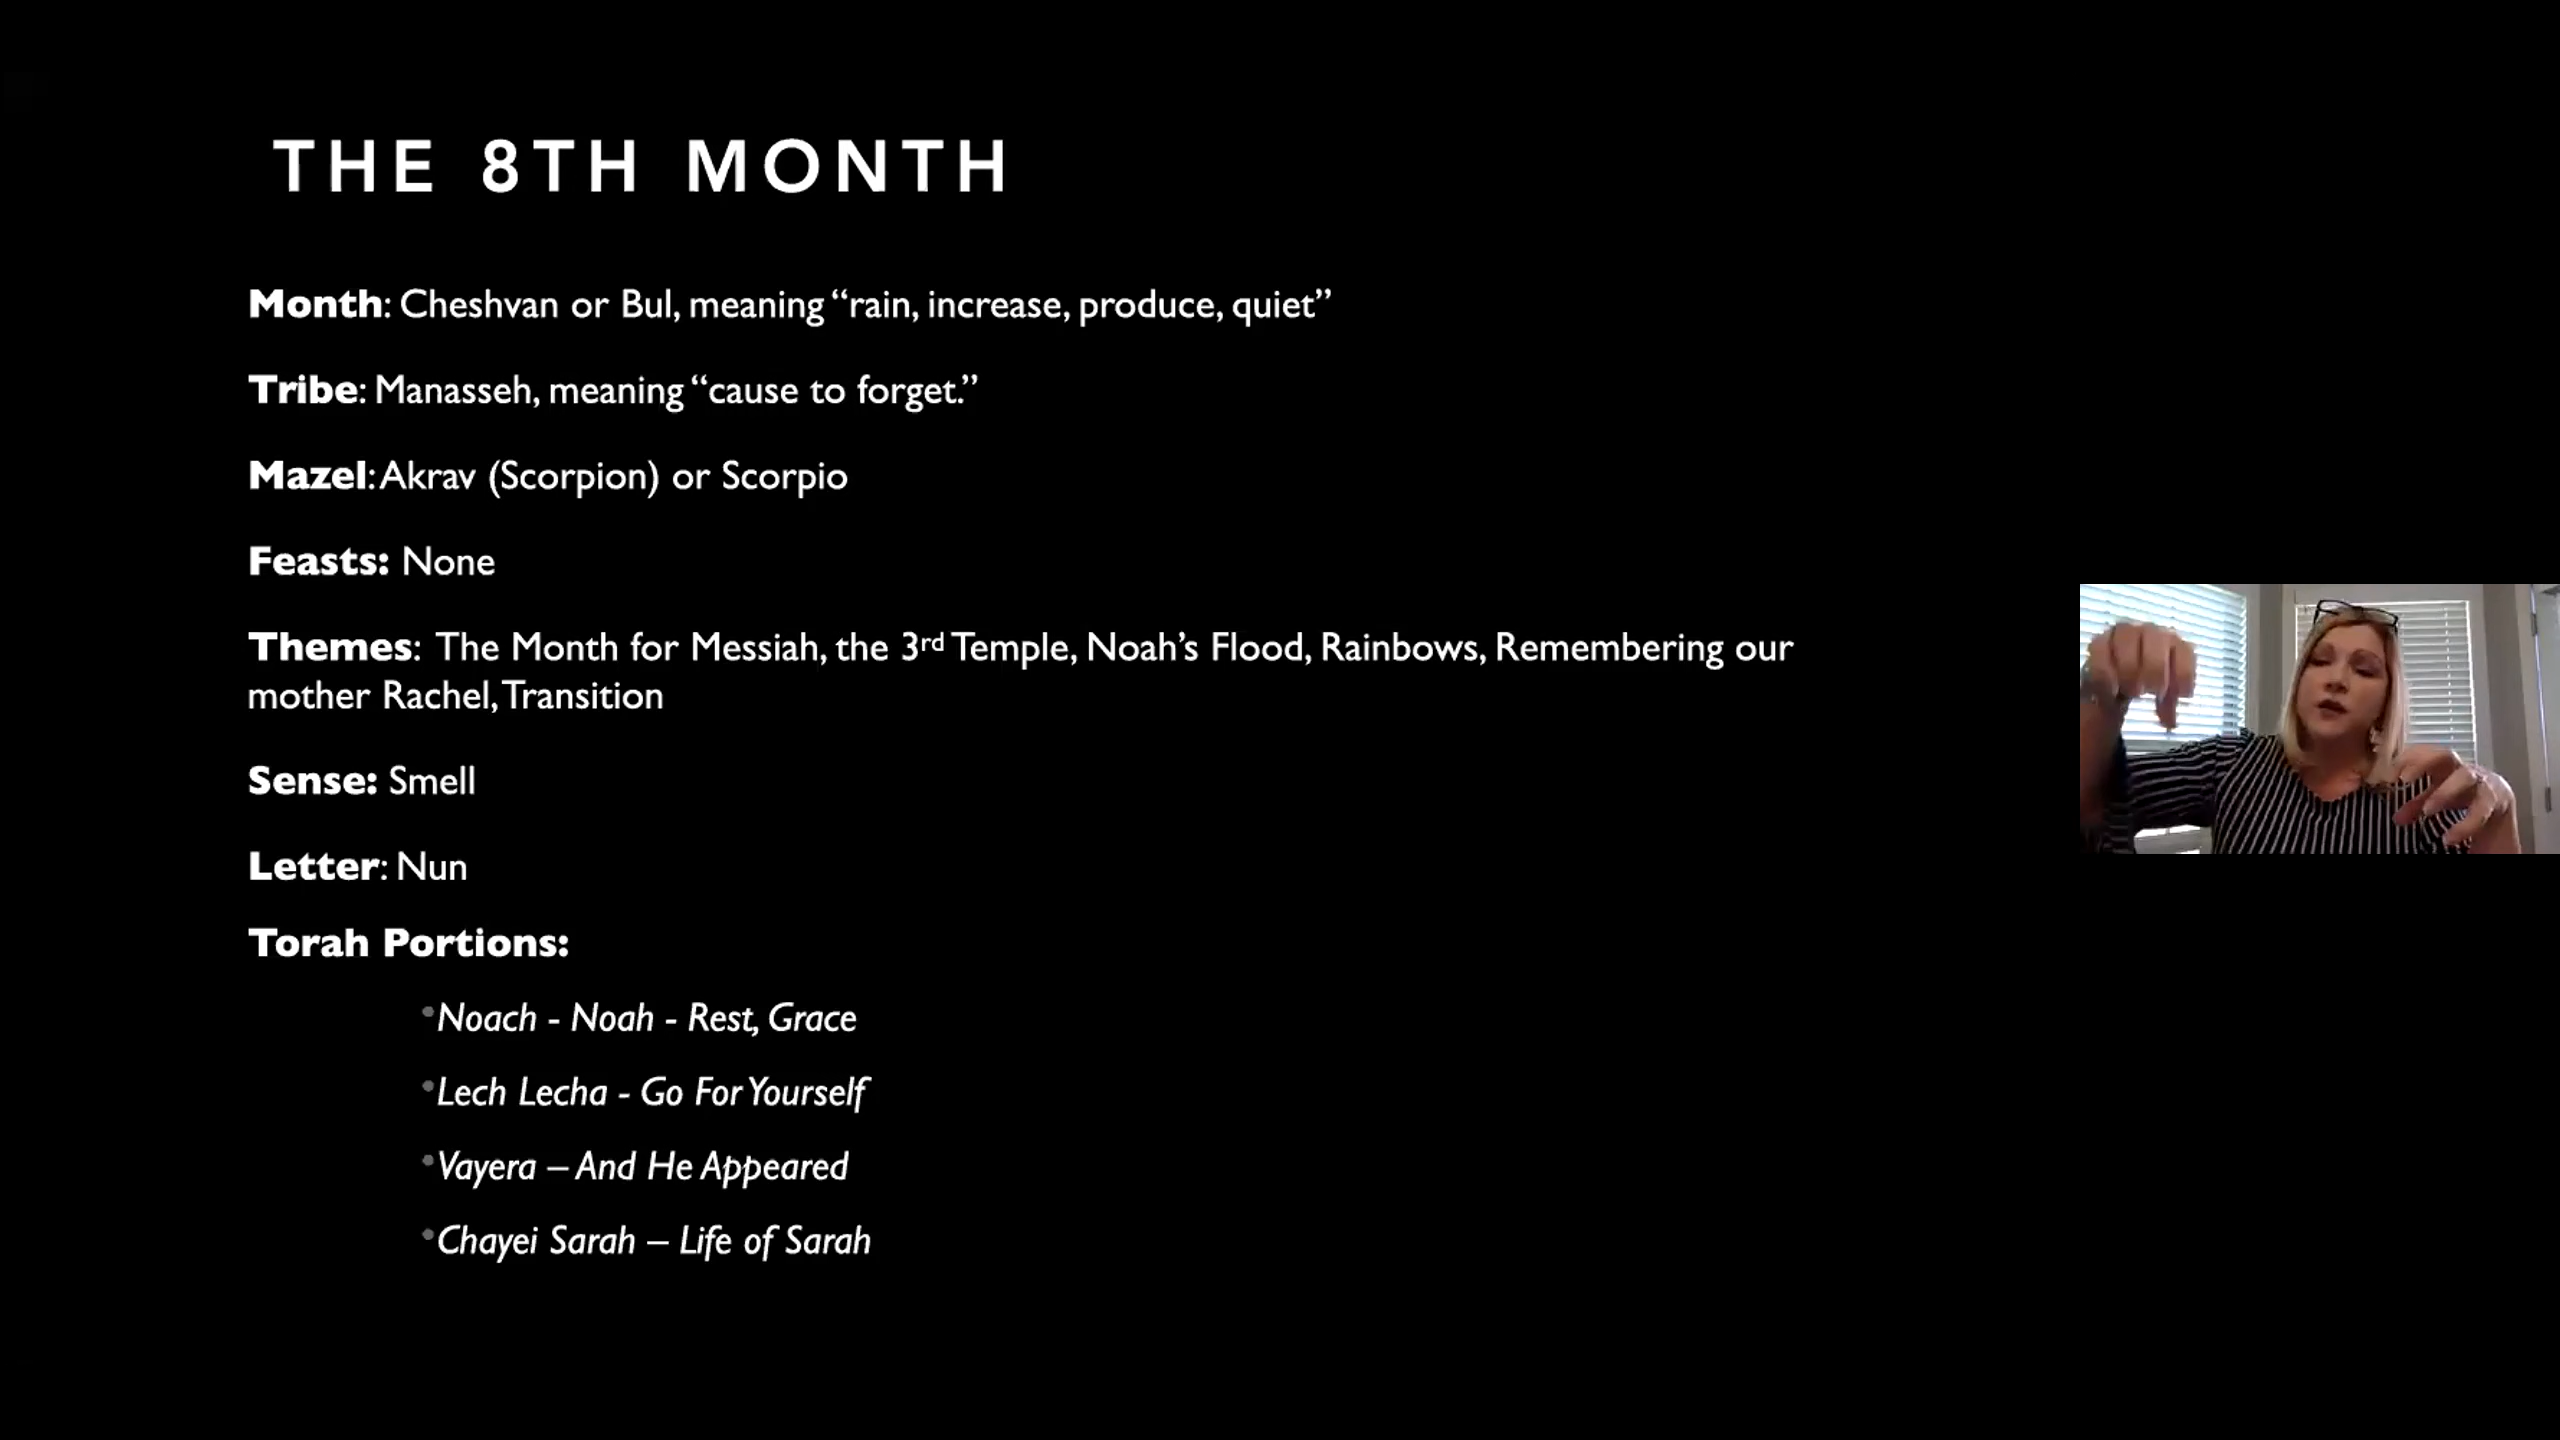 THE 8TH MONTH
Month: Cheshvan or Bul, meaning “rain, increase, produce, quiet”
Tribe: Manasseh, meaning “cause to forget.”
Mazel: Akrav (Scorpion) or Scorpio
Feasts: None
Themes: The Month for Messiah, the 3rd Temple, Noah’s Flood, Rainbows, Remembering our
mother Rachel, Transition
Sense: Smell
Letter: Nun
Torah Portions:
•Noach - Noah - Rest, Grace
•Lech Lecha - Go For Yourself
•Vayera – And He Appeared
•Chayei Sarah – Life of Sarah